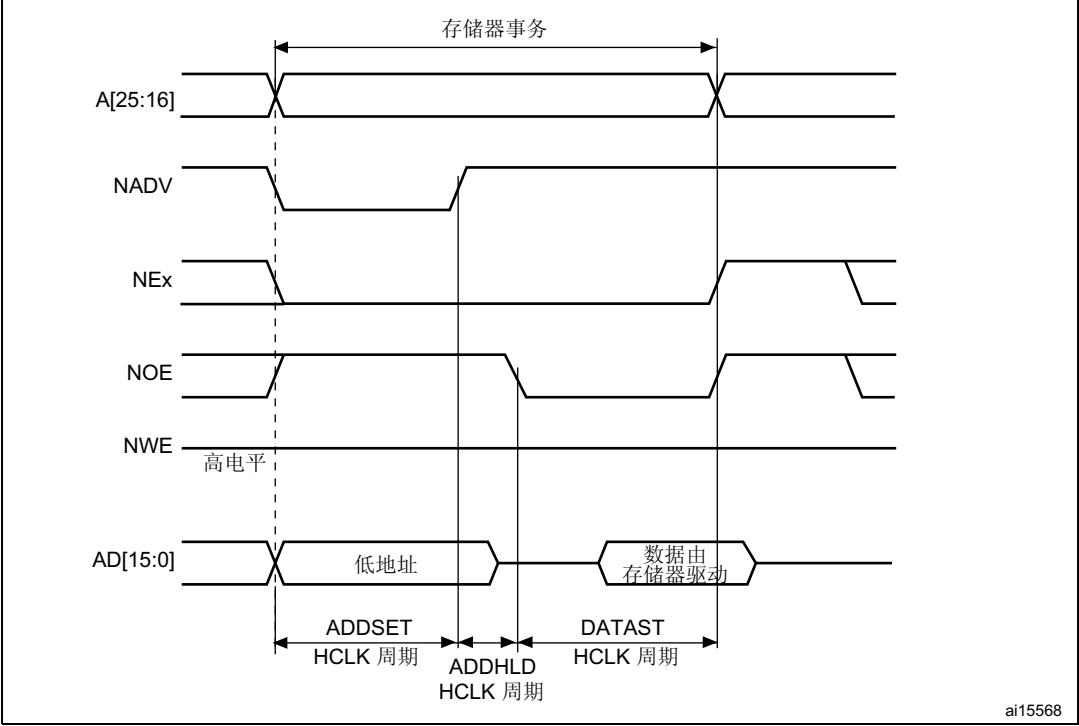 存储器事务
A[25:16]
NADV
NEx
NOE
NWE
高电平
AD[15:0]
低地址
数据由
存储器驱动
ADDSET
HCLK 周期
ADDHLD
HCLK 周期
DATAST
HCLK 周期
ai15568